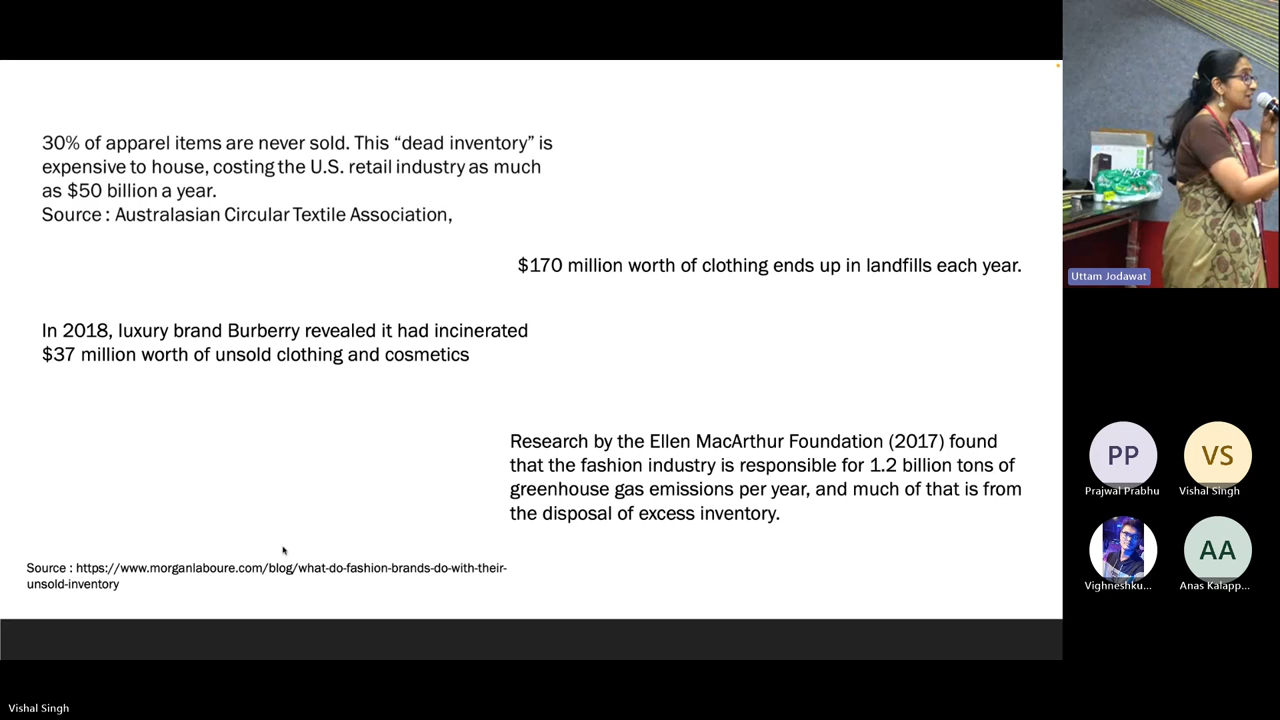 30% of apparel items are never sold. This “dead inventory” is
expensive to house, costing the U.S. retail industry as much
as $50 billion a year.
Source : Australasian Circular Textile Association,
$170 million worth of clothing ends up in landfills each year.
In 2018, luxury brand Burberry revealed it had incinerated
$37 million worth of unsold clothing and cosmetics
Research by the Ellen MacArthur Foundation (2017) found
that the fashion industry is responsible for 1.2 billion tons of
greenhouse gas emissions per year, and much of that is from
the disposal of excess inventory.
Source : https://www.morganlaboure.com/blog/what-do-fashion-brands-do-with-their-
unsold-inventory
Uttam Jodawat
PP
Prajwal Prabhu
VS
Vishal Singh
Vighneshku...
AA
Anas Kalapp...
Vishal Singh